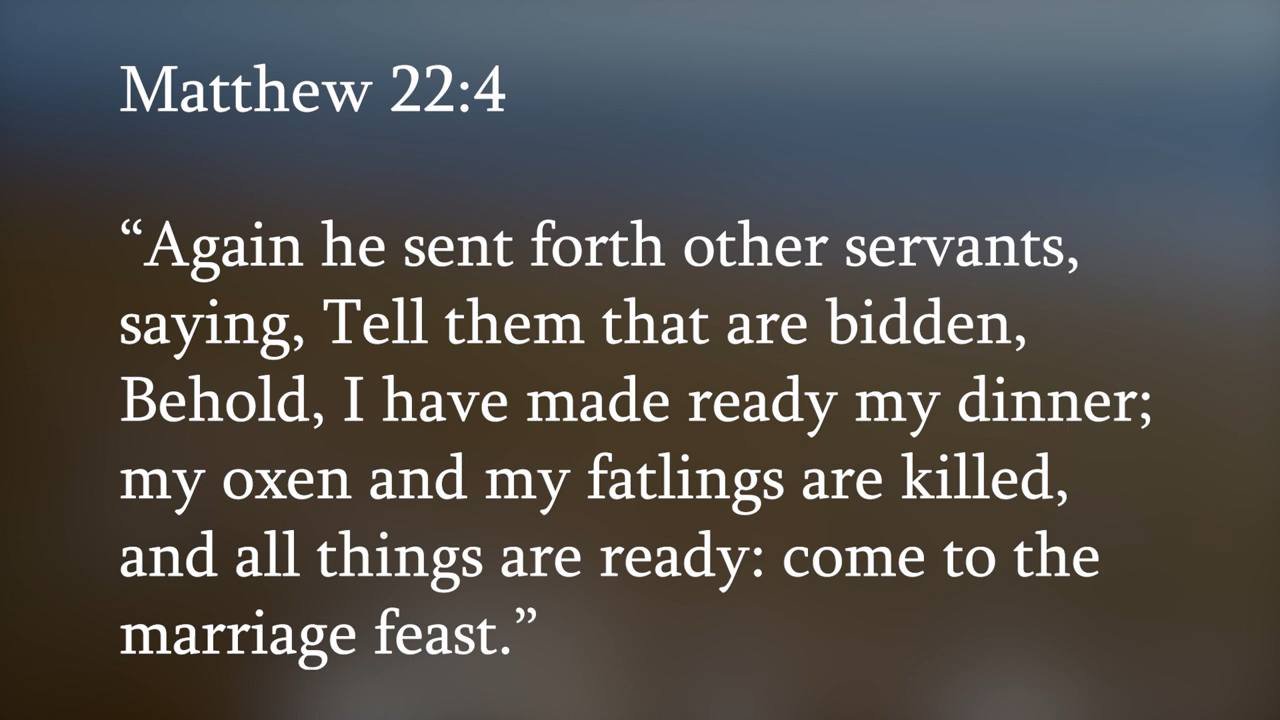 Matthew 22:4
“Again he sent forth other servants,
saying, Tell them that are bidden,
Behold, I have made ready my dinner;
my oxen and my fatlings are killed,
and all things are ready: come to the
marriage feast.”